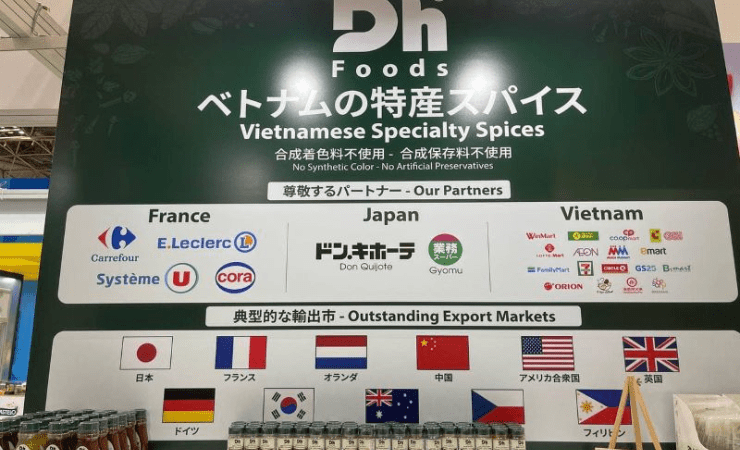 Dh
Foods
ベトナムの特産スパイス
Vietnamese Specialty Spices
合成着色料不使用 - 合成保存料不使用
No Synthetic Color - No Artificial Preservatives
尊敬するパートナー - Our Partners
France
Carrefour
E.Leclerc L
Système U
cora
Japan
ドン.キホーテ
Don Quijote
業務
スーパー
Gyomu
Vietnam
WinMart
coopmart
LOTTE Mart
AEON
emart
FamilyMart
CIRCLE K
GS25
B's mart
ORION
典型的な輸出市 - Outstanding Export Markets
日本
フランス
オランダ
中国
アメリカ合衆国
英国
ドイツ
フィリピン